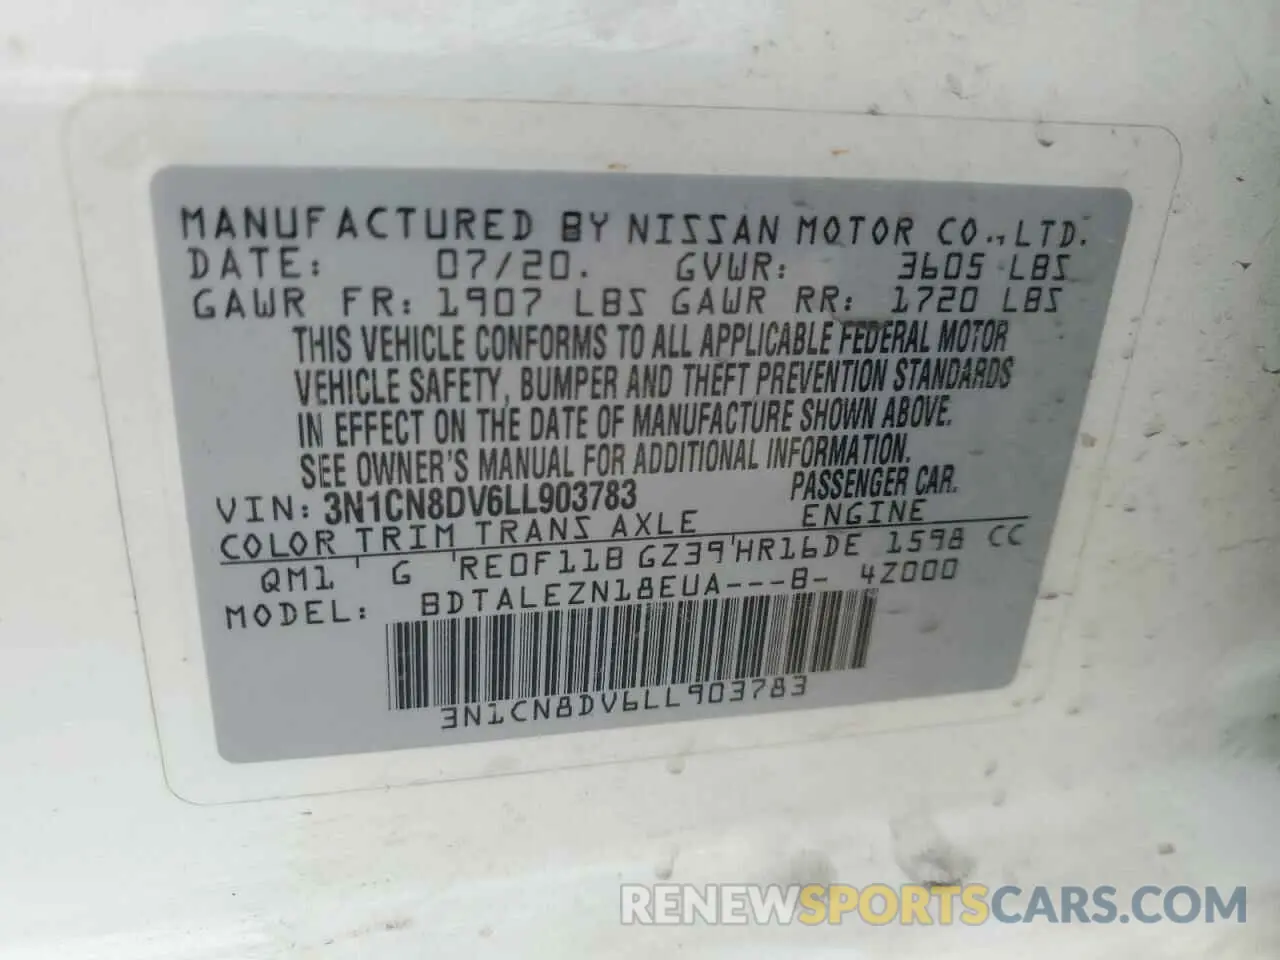 MANUFACTURED BY NISSAN MOTOR CO., LTD.
DATE: 07/20. GVWR: 3605 LBS
GAWR FR: 1907 LBS GAWR RR: 1720 LBS
THIS VEHICLE CONFORMS TO ALL APPLICABLE FEDERAL MOTOR
VEHICLE SAFETY, BUMPER AND THEFT PREVENTION STANDARDS
IN EFFECT ON THE DATE OF MANUFACTURE SHOWN ABOVE.
SEE OWNER'S MANUAL FOR ADDITIONAL INFORMATION.
VIN: 3N1CN8DV6LL903783 PASSENGER CAR.
COLOR TRIM TRANS AXLE ENGINE
QM1 ' G RE0F11B GZ39'HR16DE 1598 CC
MODEL: BDTALEZN18EUA---B- 4Z000
3N1CN8DV6LL903783
RENEWSPORTSCARS.COM